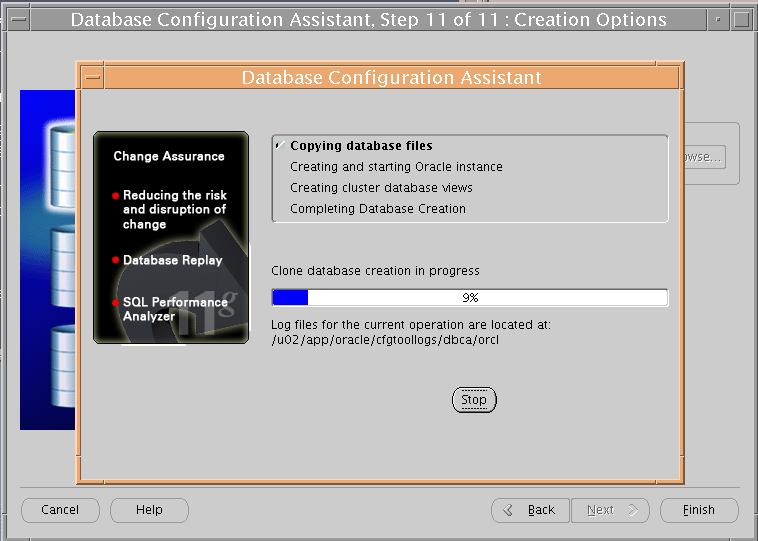 Database Configuration Assistant, Step 11 of 11 : Creation Options
Database Configuration Assistant
Change Assurance
Reducing the risk
and disruption of
change
Database Replay
SQL Performance
Analyzer
11g
Copying database files
Creating and starting Oracle instance
Creating cluster database views
Completing Database Creation
Clone database creation in progress
9%
Log files for the current operation are located at:
/u02/app/oracle/cfgtoollogs/dbca/orcl
Stop
Cancel
Help
Back
Next
Finish